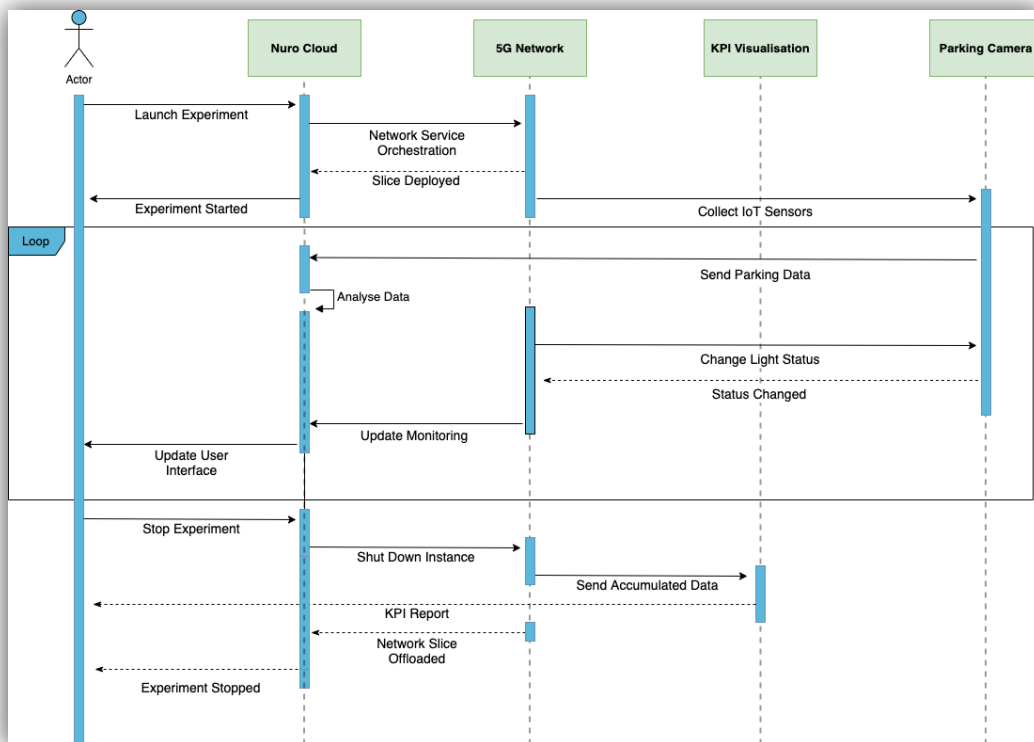 Actor
Nuro Cloud
5G Network
KPI Visualisation
Parking Camera
Launch Experiment
Network Service
Orchestration
Slice Deployed
Experiment Started
Collect IoT Sensors
Loop
Send Parking Data
Analyse Data
Change Light Status
Status Changed
Update Monitoring
Update User
Interface
Stop Experiment
Shut Down Instance
Send Accumulated Data
KPI Report
Network Slice
Offloaded
Experiment Stopped